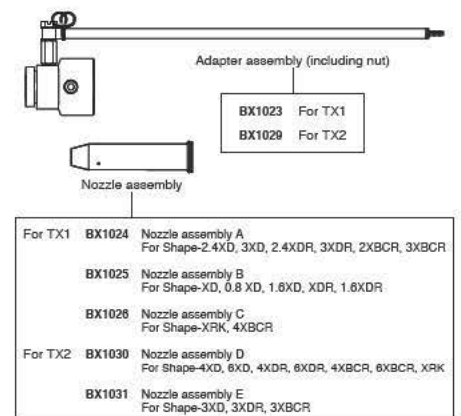 Adapter assembly (including nut)
BX1023 For TX1
BX1029 For TX2
Nozzle assembly
For TX1 BX1024 Nozzle assembly A
For Shape-2.4XD, 3XD, 2.4XDR, 3XDR, 2XBCR, 3XBCR
BX1025 Nozzle assembly B
For Shape-XD, 0.8 XD, 1.6XD, XDR, 1.6XDR
BX1026 Nozzle assembly C
For Shape-XRK, 4XBCR
For TX2 BX1030 Nozzle assembly D
For Shape-4XD, 6XD, 4XDR, 6XDR, 4XBCR, 6XBCR, XRK
BX1031 Nozzle assembly E
For Shape-3XD, 3XDR, 3XBCR